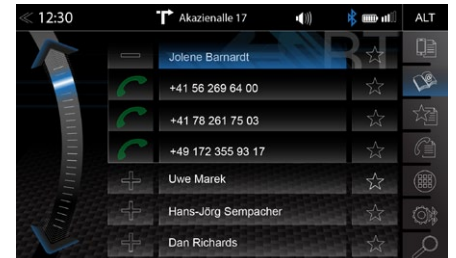 12:30 Akazienalle 17 ALT
RT
Jolene Barnardt
+41 56 269 64 00
+41 78 261 75 03
+49 172 355 93 17
Uwe Marek
Hans-Jörg Sempacher
Dan Richards